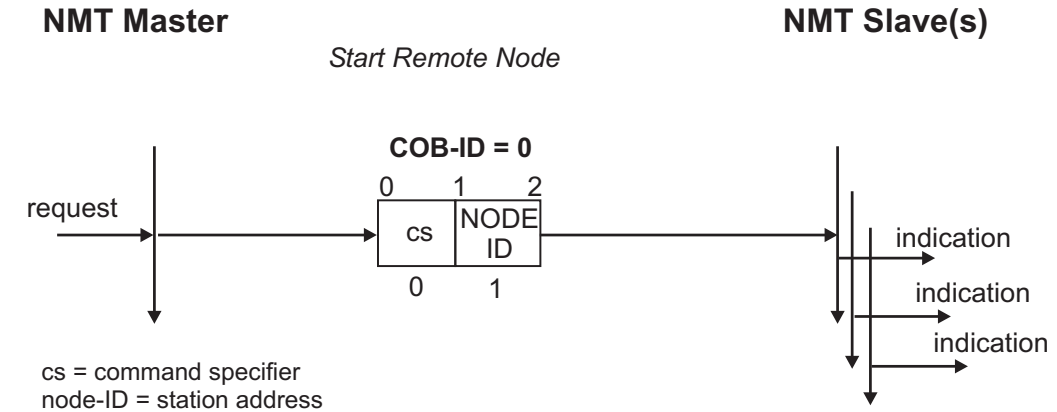 NMT Master
NMT Slave(s)
Start Remote Node
COB-ID = 0
0 1 2
request
cs
NODE
ID
0 1
indication
indication
indication
cs = command specifier
node-ID = station address